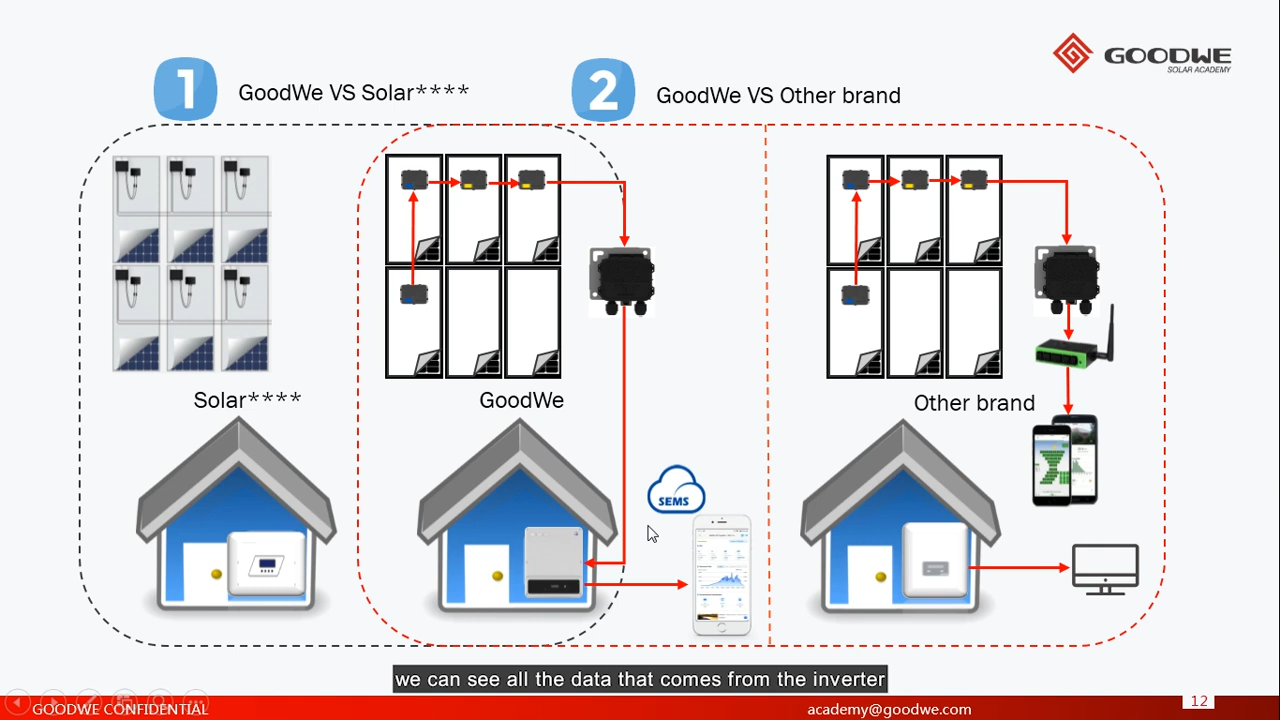 GOODWE
SOLAR ACADEMY
1
GoodWe VS Solar****
2
GoodWe VS Other brand
Solar****
GoodWe
Other brand
SEMS
we can see all the data that comes from the inverter
GOODWE CONFIDENTIAL
academy@goodwe.com
12